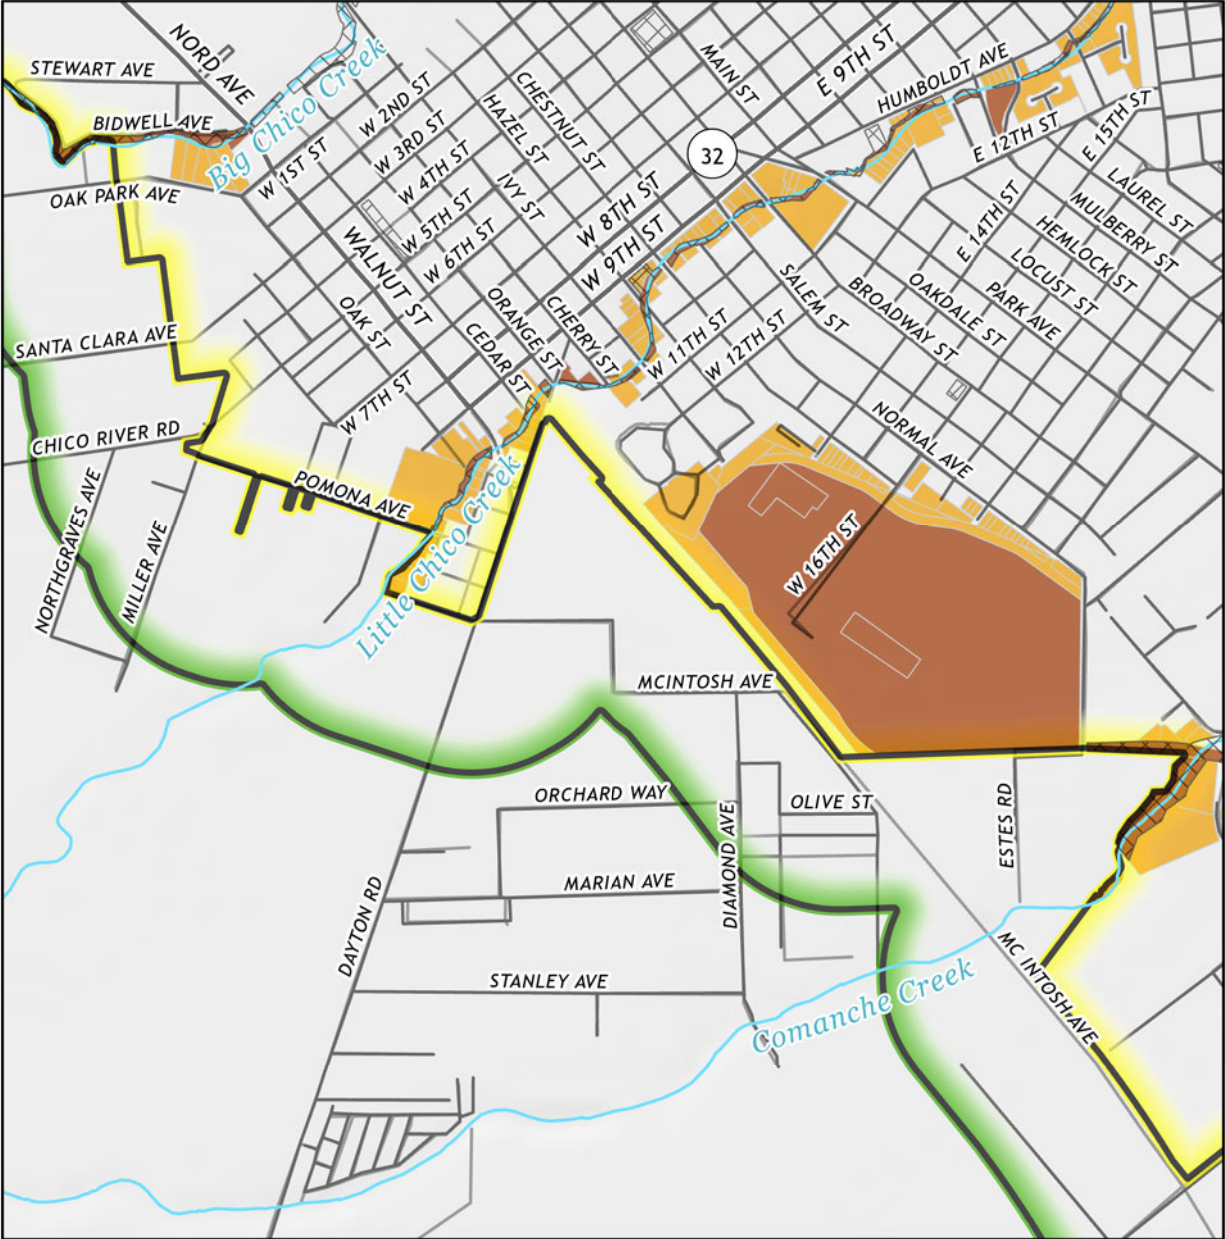 NORD AVE
STEWART AVE
BIDWELL AVE
Big Chico Creek
OAK PARK AVE
W 1ST ST
W 2ND ST
W 3RD ST
W 4TH ST
W 5TH ST
W 6TH ST
CHESTNUT ST
HAZEL ST
IVY ST
MAIN ST
E 9TH ST
HUMBOLDT AVE
32
E 12TH ST
E 15TH ST
LAUREL ST
MULBERRY ST
HEMLOCK ST
LOCUST ST
E 14TH ST
PARK AVE
OAKDALE ST
BROADWAY ST
SALEM ST
W 8TH ST
W 9TH ST
WALNUT ST
OAK ST
ORANGE ST
CHERRY ST
CEDAR ST
W 11TH ST
W 12TH ST
W 7TH ST
SANTA CLARA AVE
CHICO RIVER RD
NORMAL AVE
POMONA AVE
NORTHGRAVES AVE
MILLER AVE
Little Chico Creek
W 16TH ST
MCINTOSH AVE
ORCHARD WAY
OLIVE ST
DIAMOND AVE
ESTES RD
MARIAN AVE
DAYTON RD
STANLEY AVE
Comanche Creek
MC INTOSH AVE